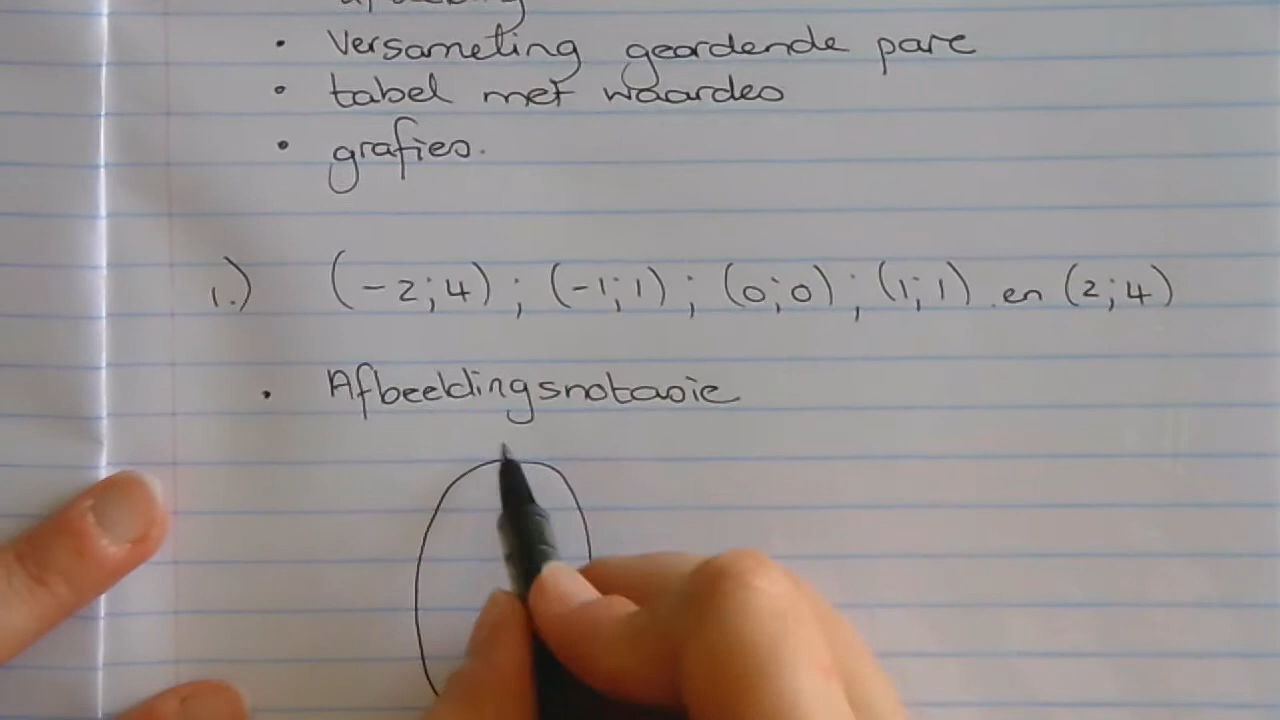 • Versameling geordende pare
• tabel met waardes
• grafies.
1.) (-2;4) ; (-1;1) ; (0;0) ; (1;1) en (2;4)
• Afbeeldingsnotasie